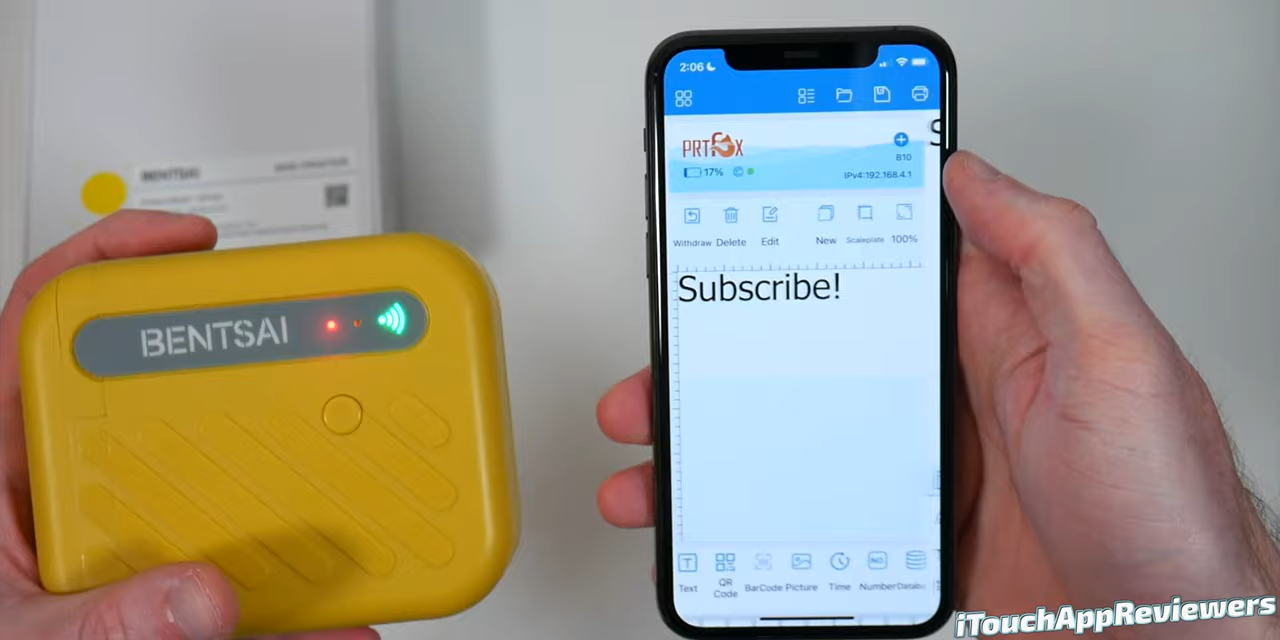 BENTSAI
BENTSAI
2:06
PRTFOX
17%
B10
IPv4:192.168.4.1
Withdraw Delete Edit New Scaleplate 100%
Subscribe!
Text QR Code BarCode Picture Time Number
iTouchAppReviewers